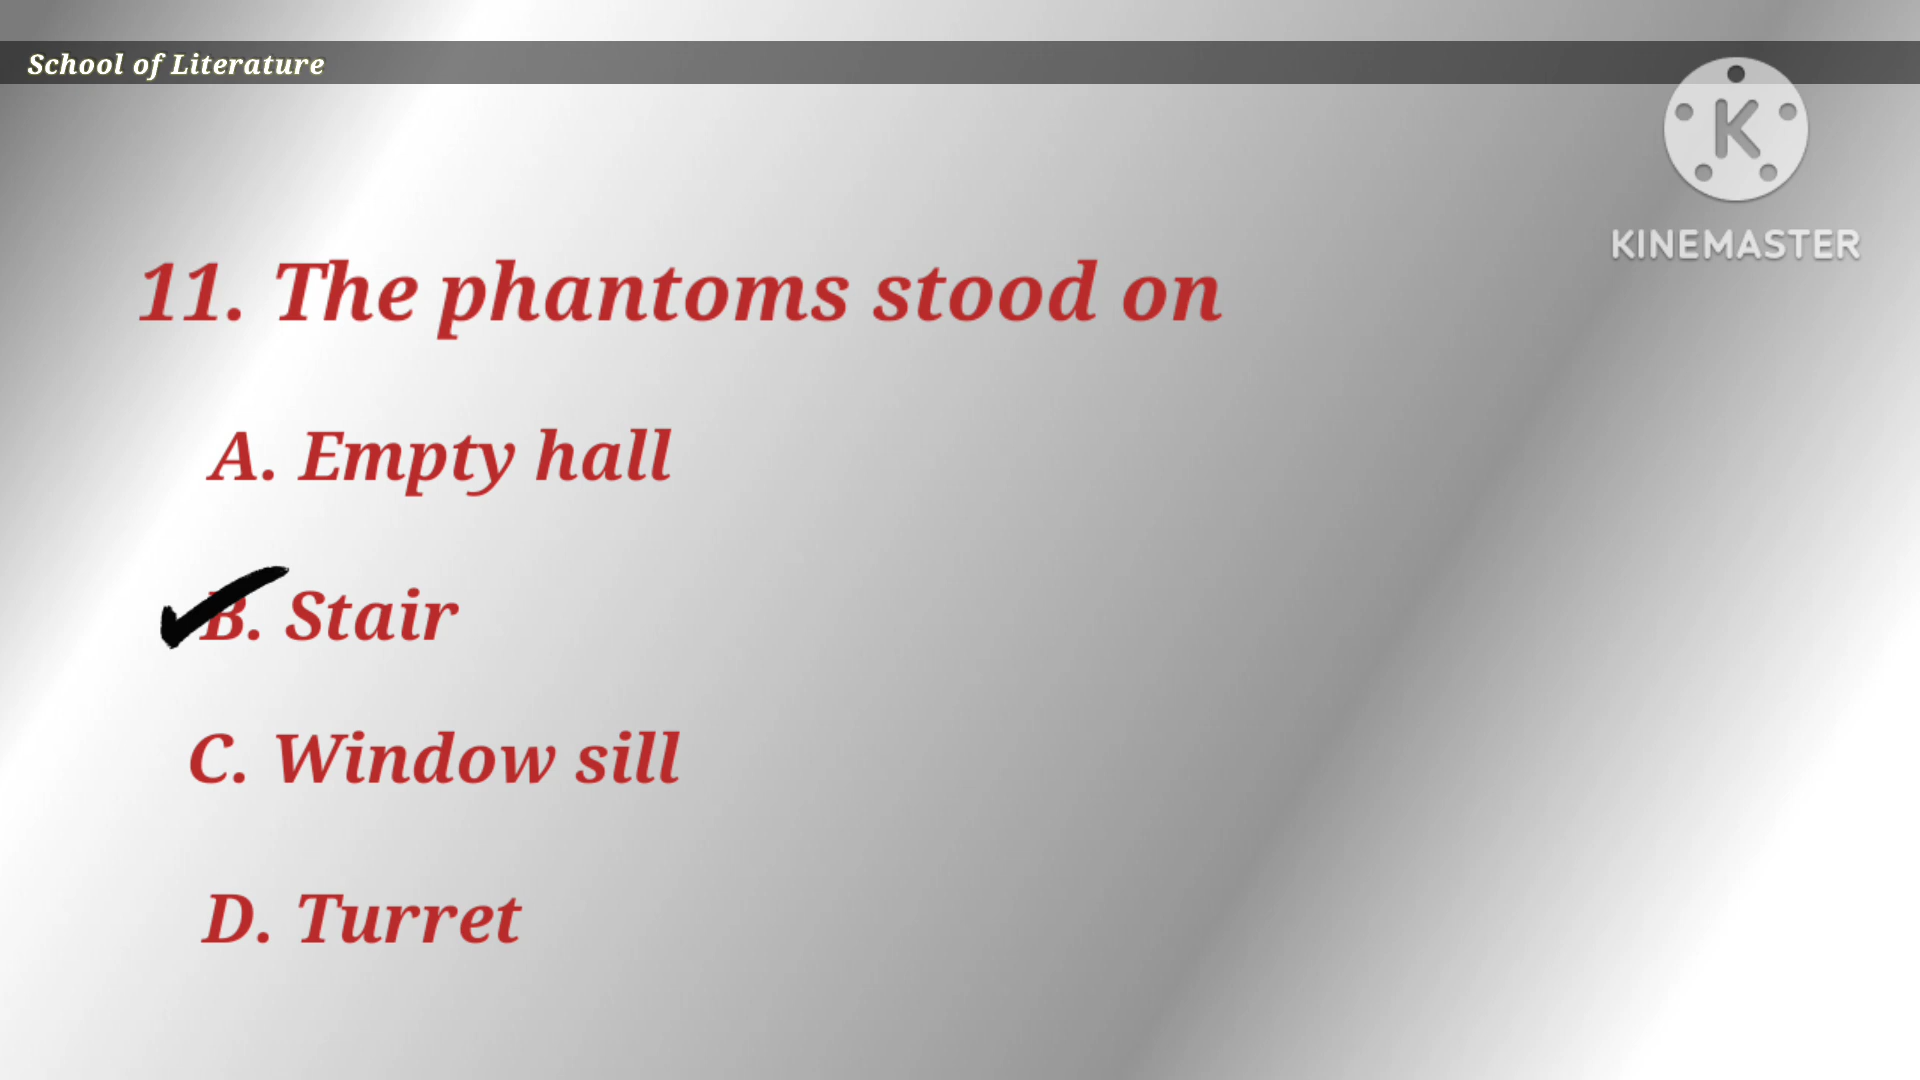 School of Literature
K
KINEMASTER
11. The phantoms stood on
A. Empty hall
B. Stair
C. Window sill
D. Turret